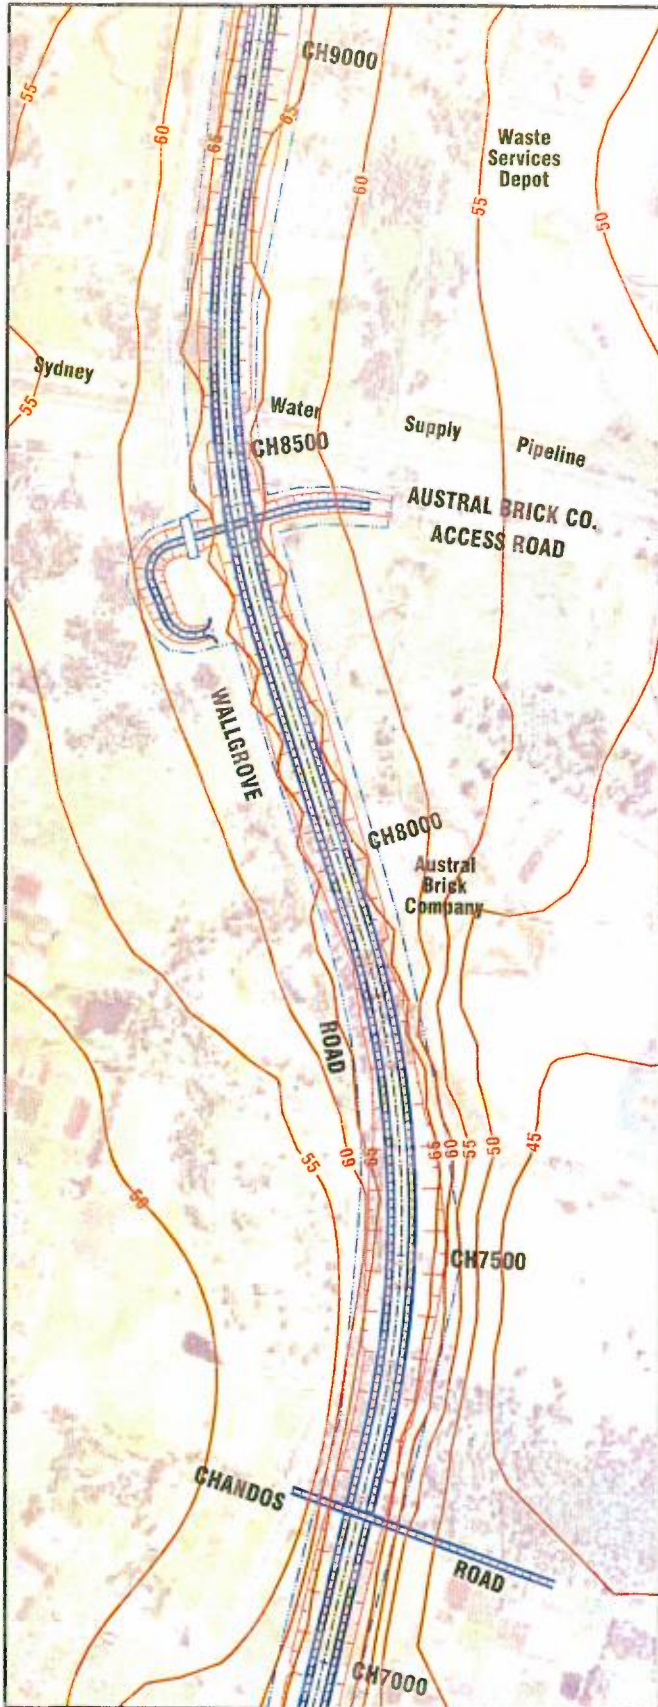 CH9000
55
60
65
65
60
55
50
Waste
Services
Depot
Sydney
55
Water
Supply
Pipeline
CH8500
AUSTRAL BRICK CO.
ACCESS ROAD
WALLGROVE
CH8000
Austral
Brick
Company
ROAD
55
60
65
65
60
55
50
45
50
CH7500
CHANDOS
ROAD
CH7000